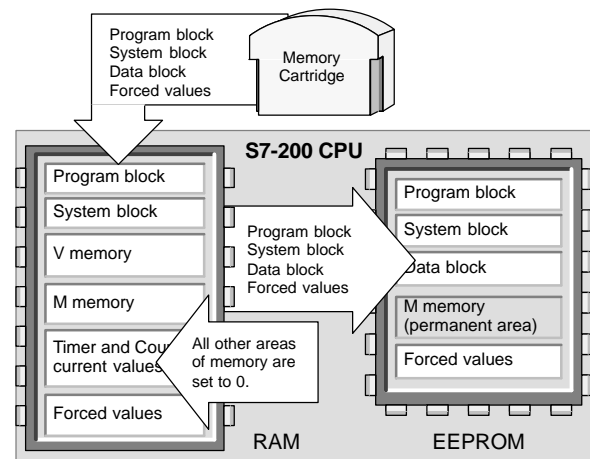 Program block
System block
Data block
Forced values
Memory
Cartridge
S7-200 CPU
Program block
System block
V memory
M memory
Timer and Cou
current values
Forced values
Program block
System block
Data block
Forced values
All other areas
of memory are
set to 0.
RAM
Program block
System block
Data block
M memory
(permanent area)
Forced values
EEPROM